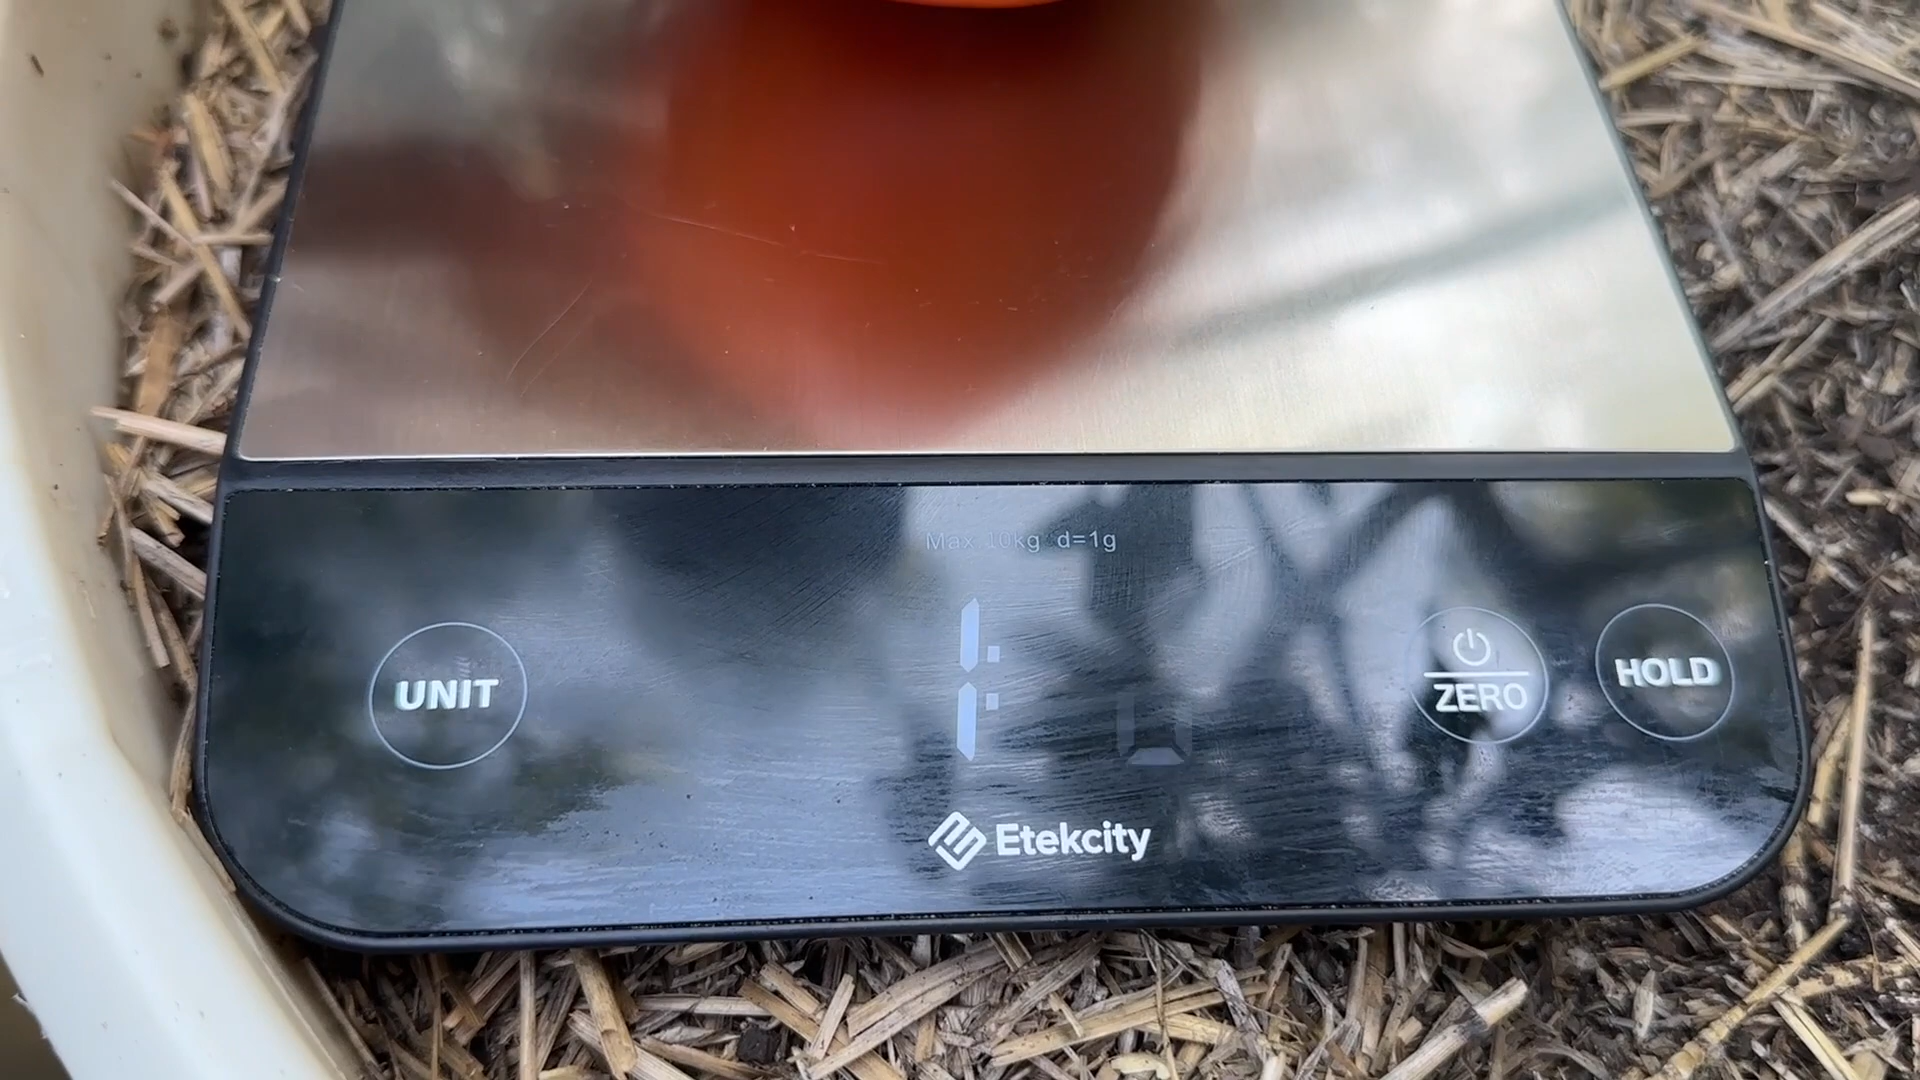 Max 10kg d=1g
UNIT
ZERO
HOLD
Etekcity